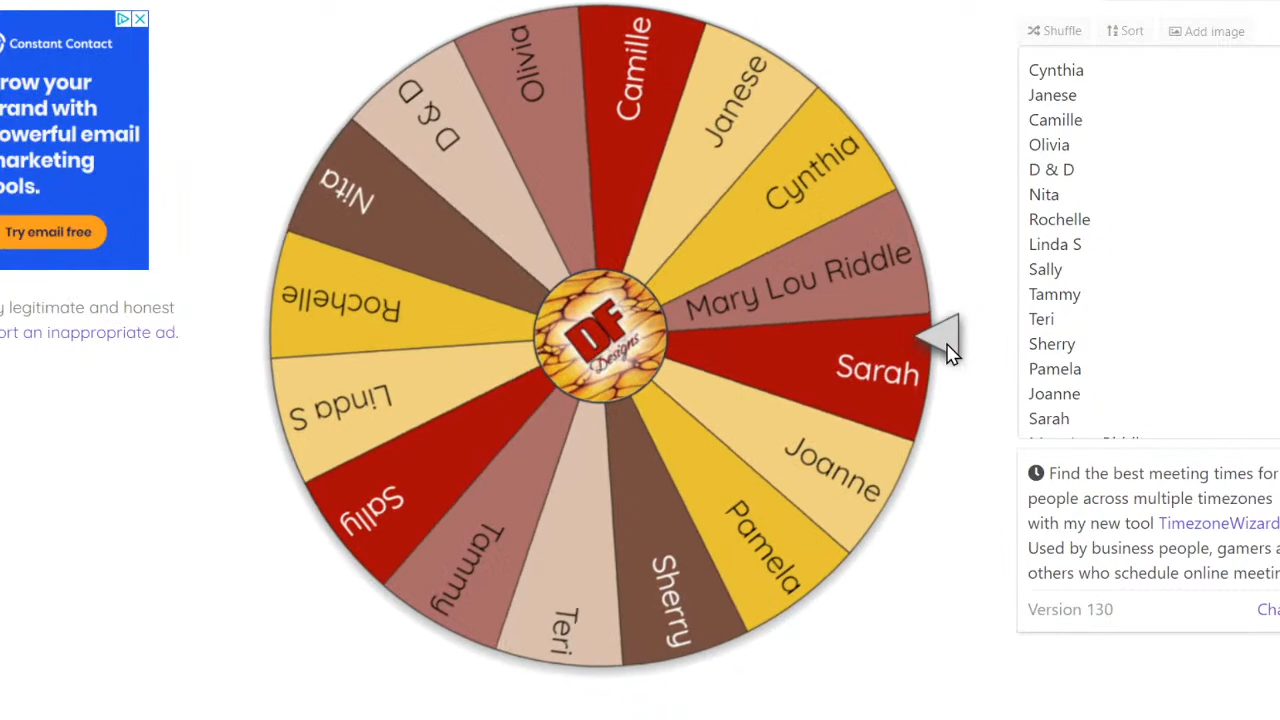 Constant Contact
row your
rand with
owerful email
narketing
ools.
Try email free
y legitimate and honest
ort an inappropriate ad.
Camille
Janese
Cynthia
Mary Lou Riddle
Sarah
Joanne
Pamela
Sherry
Teri
Tammy
Sally
Linda S
Rochelle
Nita
D & D
Olivia
DF
Designs
Shuffle
Sort
Add image
Cynthia
Janese
Camille
Olivia
D & D
Nita
Rochelle
Linda S
Sally
Tammy
Teri
Sherry
Pamela
Joanne
Sarah
Find the best meeting times for
people across multiple timezones
with my new tool TimezoneWizard
Used by business people, gamers a
others who schedule online meetin
Version 130
Cha